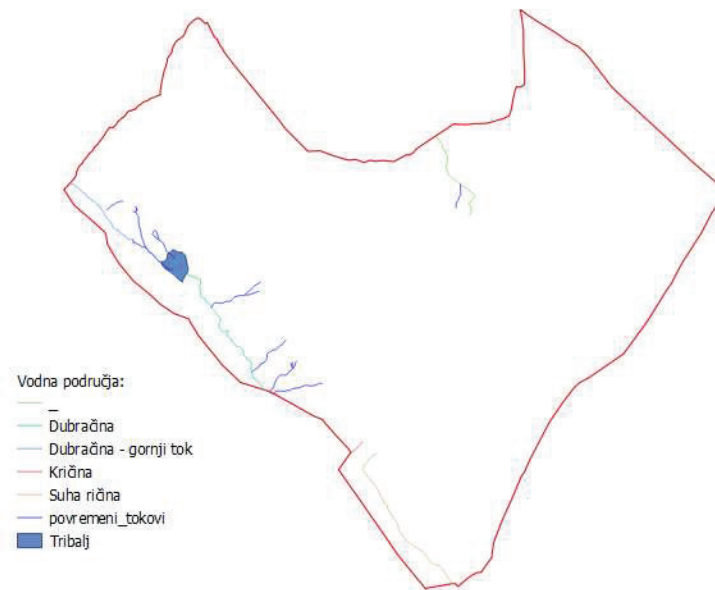 Vodna područja:
_
Dubračina
Dubračina - gornji tok
Kričina
Suha ričina
povremeni_tokovi
Tribalj